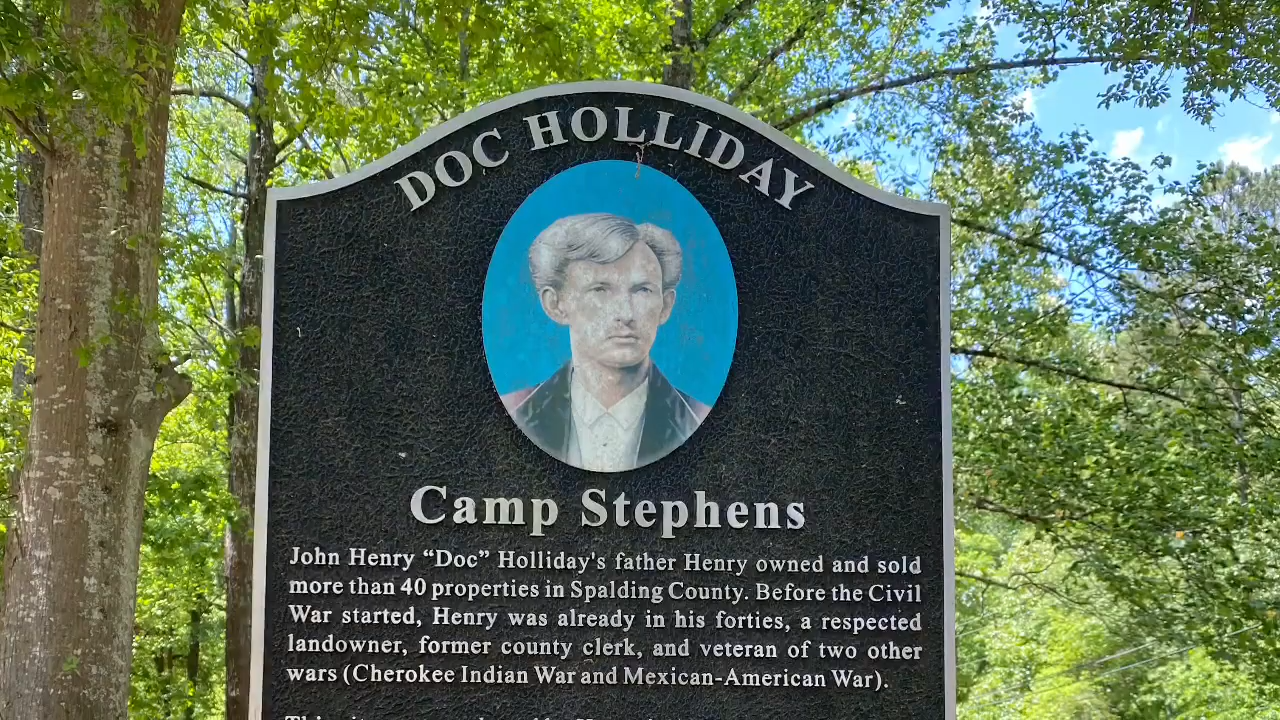 DOC HOLLIDAY
Camp Stephens
John Henry “Doc” Holliday's father Henry owned and sold
more than 40 properties in Spalding County. Before the Civil
War started, Henry was already in his forties, a respected
landowner, former county clerk, and veteran of two other
wars (Cherokee Indian War and Mexican-American War).